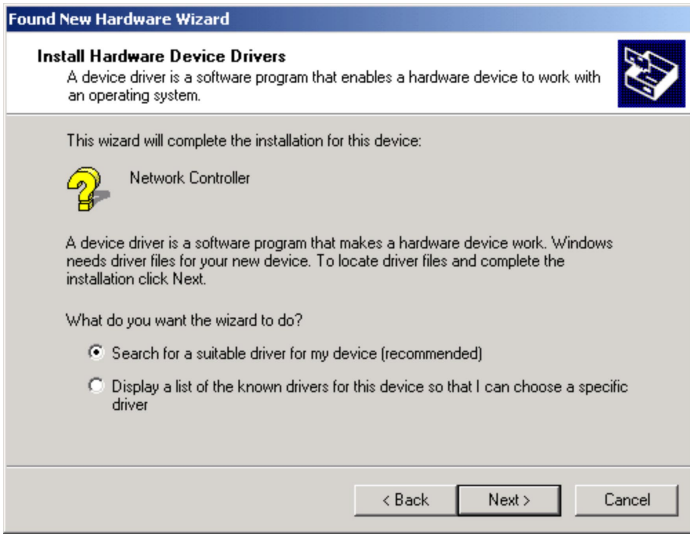 Found New Hardware Wizard
Install Hardware Device Drivers
A device driver is a software program that enables a hardware device to work with
an operating system.
This wizard will complete the installation for this device:
Network Controller
A device driver is a software program that makes a hardware device work. Windows
needs driver files for your new device. To locate driver files and complete the
installation click Next.
What do you want the wizard to do?
Search for a suitable driver for my device (recommended)
Display a list of the known drivers for this device so that I can choose a specific
driver
< Back Next > Cancel